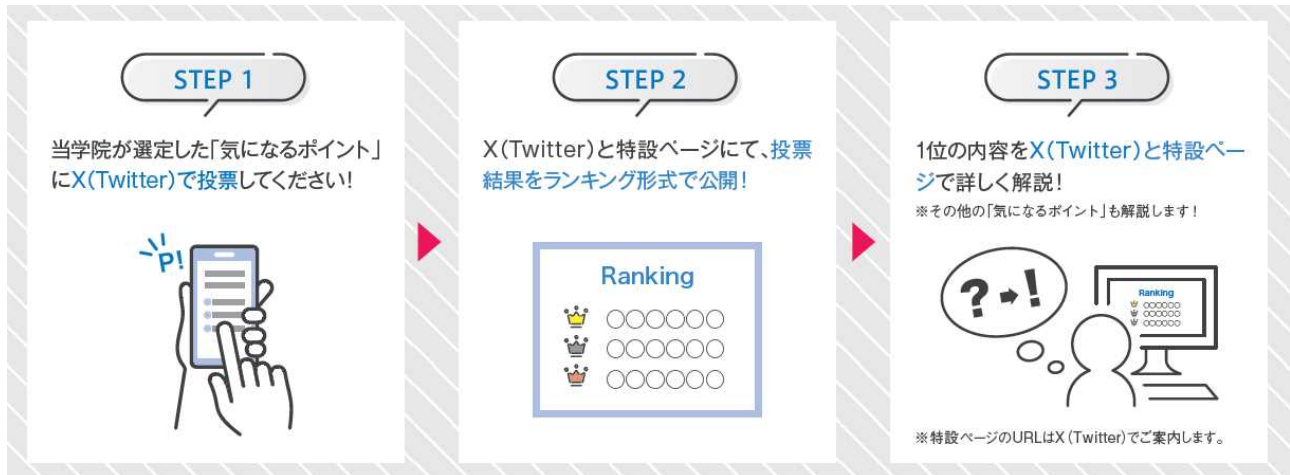 STEP 1
当学院が選定した「気になるポイント」
にX(Twitter)で投票してください!
P!
STEP 2
X(Twitter)と特設ページにて、投票
結果をランキング形式で公開!
Ranking
○○○○○○
○○○○○○
○○○○○○
STEP 3
1位の内容をX(Twitter)と特設ペー
ジで詳しく解説!
※その他の「気になるポイント」も解説します!
?→!
Ranking
○○○○○○
○○○○○○
○○○○○○
※特設ページのURLはX(Twitter)でご案内します。